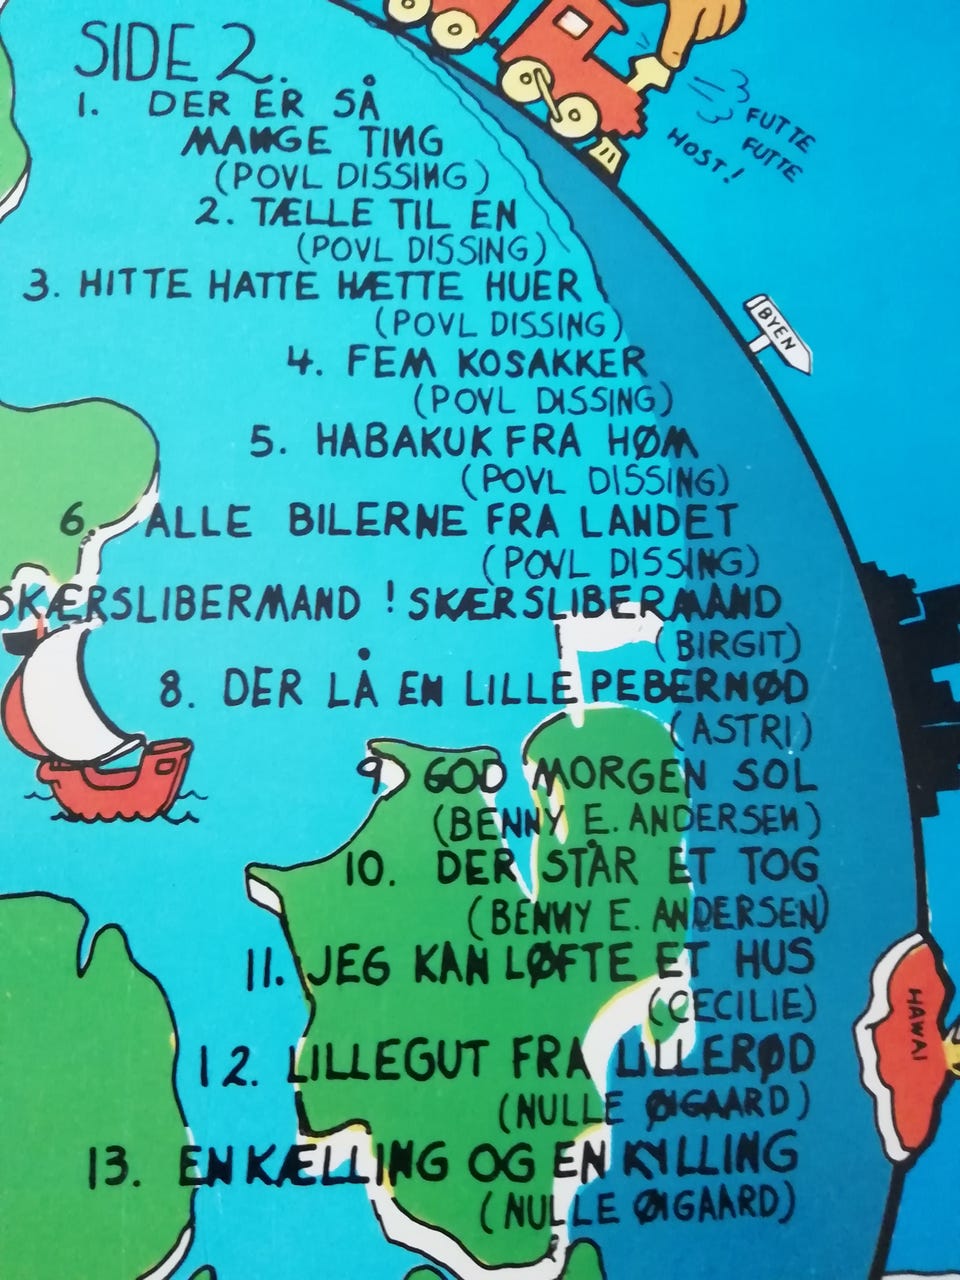 SIDE 2.
1. DER ER SÅ
MANGE TING
(POVL DISSING)
2. TÆLLE TIL EN
(POVL DISSING)
3. HITTE HATTE HÆTTE HUER
(POVL DISSING)
4. FEM KOSAKKER
(POVL DISSING)
5. HABAKUK FRA HØM
(POVL DISSING)
6. ALLE BILERNE FRA LANDET
(POVL DISSING)
SKÆRSLIBERMAND! SKÆRSLIBERMAND
(BIRGIT)
8. DER LÅ EN LILLE PEBERNØD
(ASTRI)
9 GOD MORGEN SOL
(BENNY E. ANDERSEN)
10. DER STÅR ET TOG
(BENNY E. ANDERSEN)
11. JEG KAN LØFTE ET HUS
(CECILIE)
12. LILLEGUT FRA LILLERØD
(NULLE ØIGAARD)
13. EN KÆLLING OG EN KYLLING
(NULLE ØIGAARD)
FUTTE
FUTTE
HOST!
BYEN
HAWAI